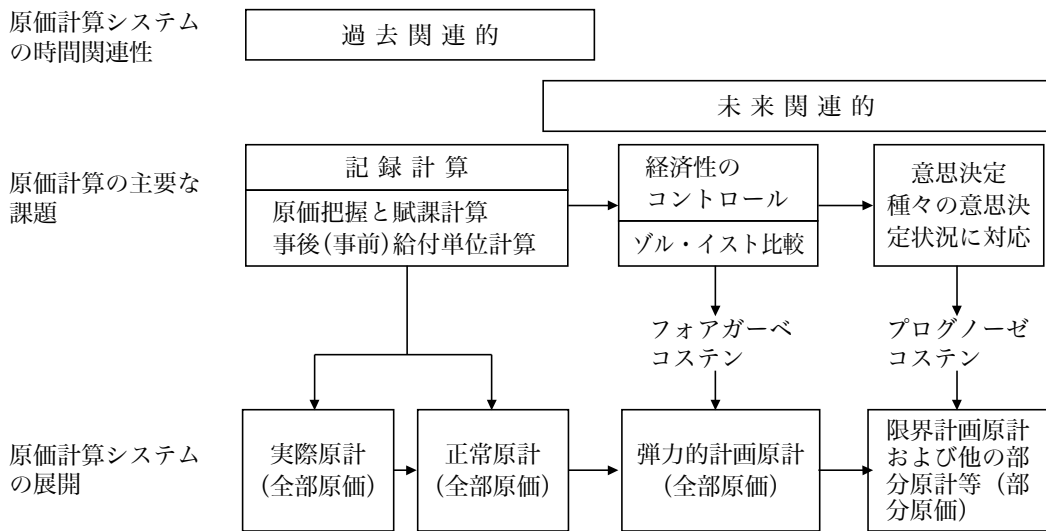 原価計算システム
の時間関連性
過去関連的
未来関連的
原価計算の主要な
課題
記録計算
原価把握と賦課計算
事後(事前)給付単位計算
経済性の
コントロール
ゾル・イスト比較
意思決定
種々の意思決
定状況に対応
フォアガーベ
コステン
プログノーゼ
コステン
原価計算システム
の展開
実際原計
(全部原価)
正常原計
(全部原価)
弾力的計画原計
(全部原価)
限界計画原計
および他の部
分原計等（部
分原価）